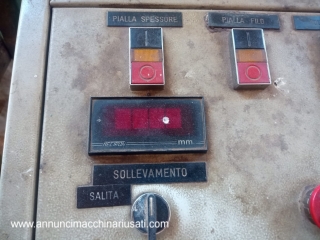 PIALLA SPESSORE
PIALLA FILO
mm
SOLLEVAMENTO
SALITA
www.annuncimacchinariusati.com